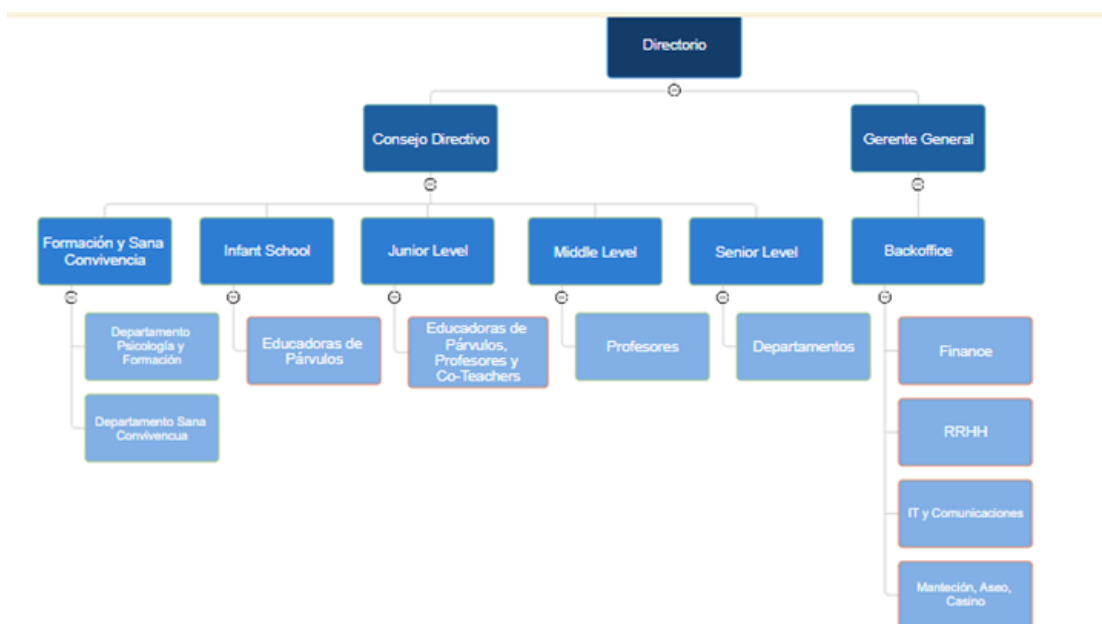 Directorio
Consejo Directivo
Gerente General
Formación y Sana
Convivencia
Infant School
Junior Level
Middle Level
Senior Level
Backoffice
Departamento
Psicología y
Formación
Educadoras de
Párvulos
Educadoras de
Párvulos,
Profesores y
Co-Teachers
Profesores
Departamentos
Finance
Departamento Sana
Convivencua
RRHH
IT y Comunicaciones
Manteción, Aseo,
Casino